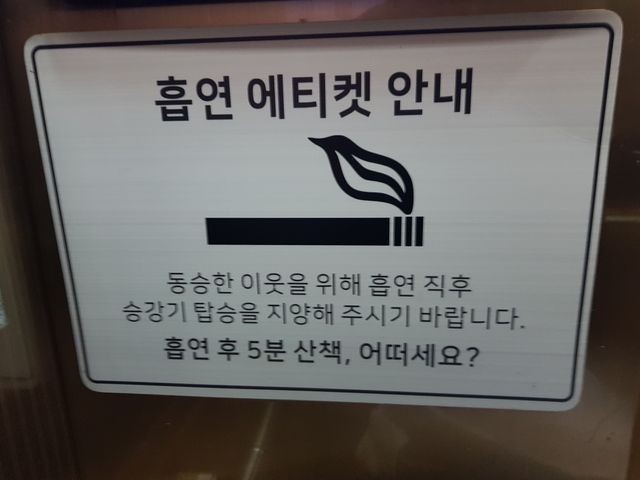 흡연 에티켓 안내
동승한 이웃을 위해 흡연 직후
승강기 탑승을 지양해 주시기 바랍니다.
흡연 후 5분 산책, 어떠세요?